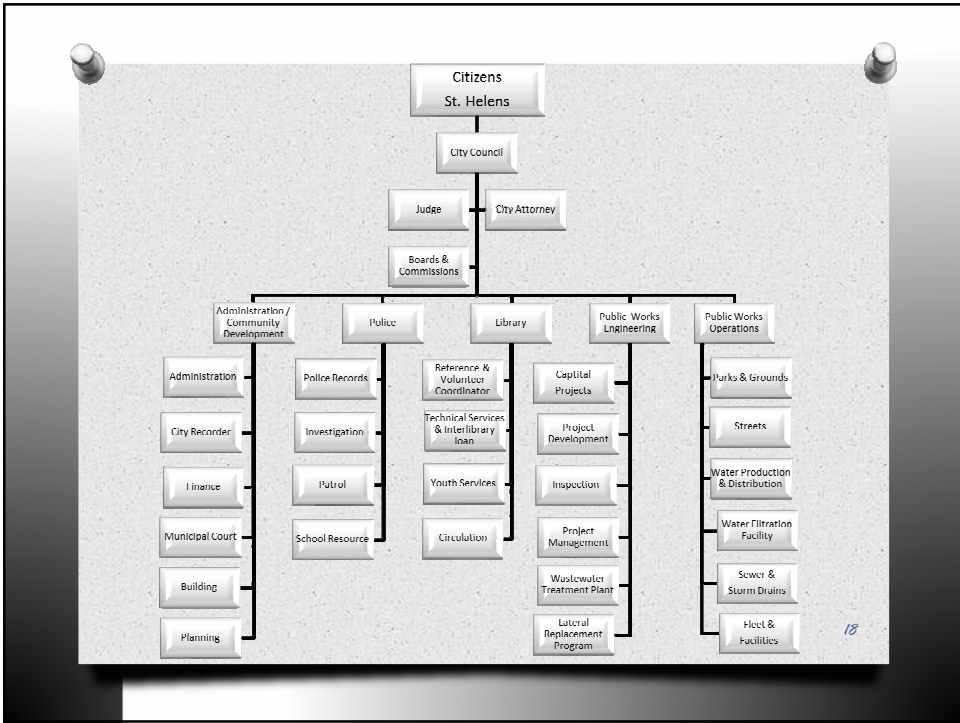 Citizens
St. Helens
City Council
Judge
City Attorney
Boards &
Commissions
Administration /
Community
Development
Police
Library
Public Works
Engineering
Public Works
Operations
Administration
City Recorder
Finance
Municipal Court
Building
Planning
Police Records
Investigation
Patrol
School Resource
Reference &
Volunteer
Coordinator
Technical Services
& Interlibrary
loan
Youth Services
Circulation
Captital
Projects
Project
Development
Inspection
Project
Management
Wastewater
Treatment Plant
Lateral
Replacement
Program
Parks & Grounds
Streets
Water Production
& Distribution
Water Filtration
Facility
Sewer &
Storm Drains
Fleet &
Facilities
18